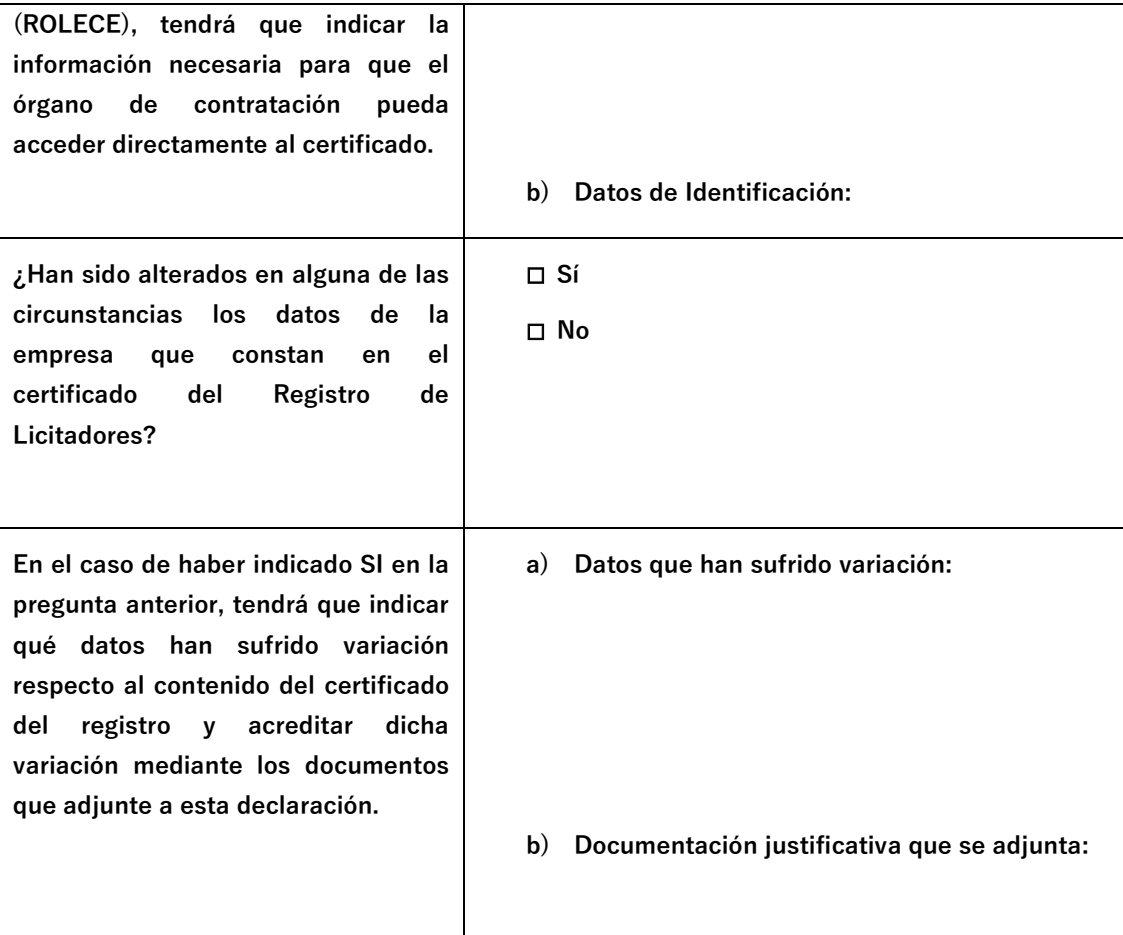 (ROLECE), tendrá que indicar la
información necesaria para que el
órgano de contratación pueda
acceder directamente al certificado.
b) Datos de Identificación:
¿Han sido alterados en alguna de las
circunstancias los datos de la
empresa que constan en el
certificado del Registro de
Licitadores?
☐ Sí
☐ No
En el caso de haber indicado SI en la
pregunta anterior, tendrá que indicar
qué datos han sufrido variación
respecto al contenido del certificado
del registro y acreditar dicha
variación mediante los documentos
que adjunte a esta declaración.
a) Datos que han sufrido variación:
b) Documentación justificativa que se adjunta: